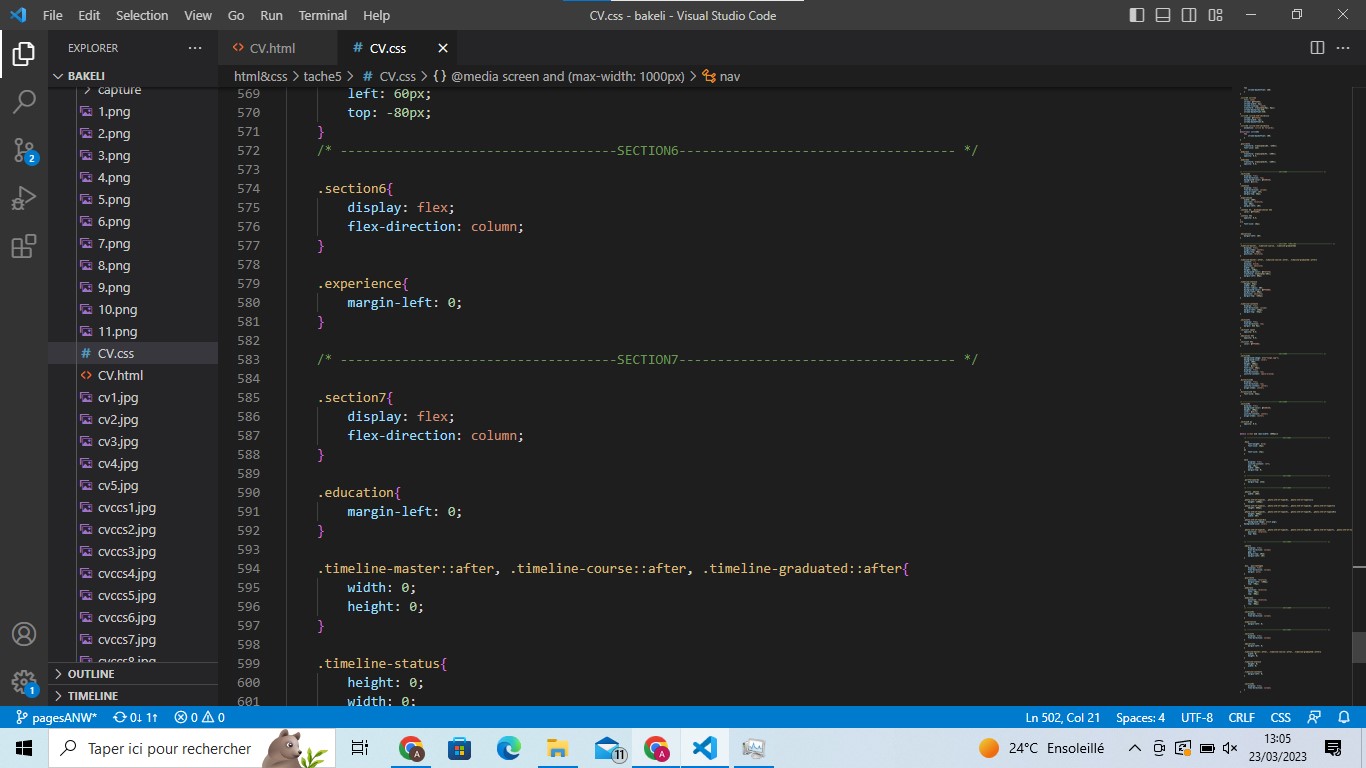 File Edit Selection View Go Run Terminal Help CV.css - bakeli - Visual Studio Code
EXPLORER ··· CV.html # CV.css
BAKELI html&css > tache5 > # CV.css > {} @media screen and (max-width: 1000px) > nav
capture
1.png
2.png
3.png
4.png
5.png
6.png
7.png
8.png
9.png
10.png
11.png
# CV.css
CV.html
cv1.jpg
cv2.jpg
cv3.jpg
cv4.jpg
cv5.jpg
cvccs1.jpg
cvccs2.jpg
cvccs3.jpg
cvccs4.jpg
cvccs5.jpg
cvccs6.jpg
cvccs7.jpg
cvccs8.jpg
OUTLINE
TIMELINE
2
1
569 left: 60px;
570 top: -80px;
571 }
572 /* ------------------------------------SECTION6------------------------------------ */
573
574 .section6{
575 display: flex;
576 flex-direction: column;
577 }
578
579 .experience{
580 margin-left: 0;
581 }
582
583 /* ------------------------------------SECTION7------------------------------------ */
584
585 .section7{
586 display: flex;
587 flex-direction: column;
588 }
589
590 .education{
591 margin-left: 0;
592 }
593
594 .timeline-master::after, .timeline-course::after, .timeline-graduated::after{
595 width: 0;
596 height: 0;
597 }
598
599 .timeline-status{
600 height: 0;
601 width: 0;
pagesANW* 0↓ 1↑ 0 0 Ln 502, Col 21 Spaces: 4 UTF-8 CRLF CSS
Taper ici pour rechercher A 11 A 24°C Ensoleillé 13:05
23/03/2023